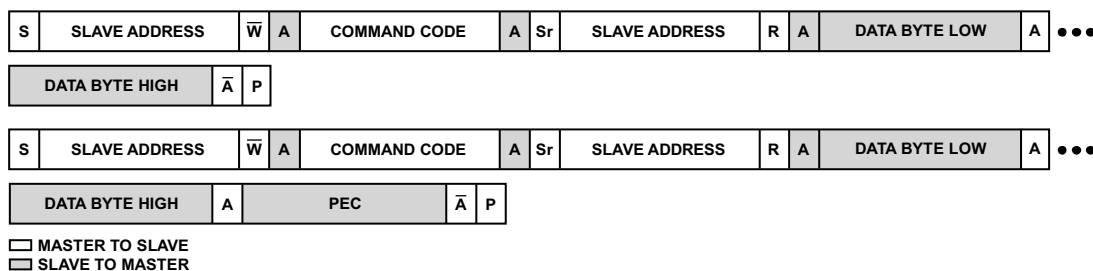 S SLAVE ADDRESS W̅ A COMMAND CODE A Sr SLAVE ADDRESS R A DATA BYTE LOW A •••
DATA BYTE HIGH A̅ P
S SLAVE ADDRESS W̅ A COMMAND CODE A Sr SLAVE ADDRESS R A DATA BYTE LOW A •••
DATA BYTE HIGH A PEC A̅ P
MASTER TO SLAVE
SLAVE TO MASTER